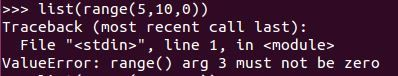 >>> list(range(5,10,0))
Traceback (most recent call last):
  File "<stdin>", line 1, in <module>
ValueError: range() arg 3 must not be zero